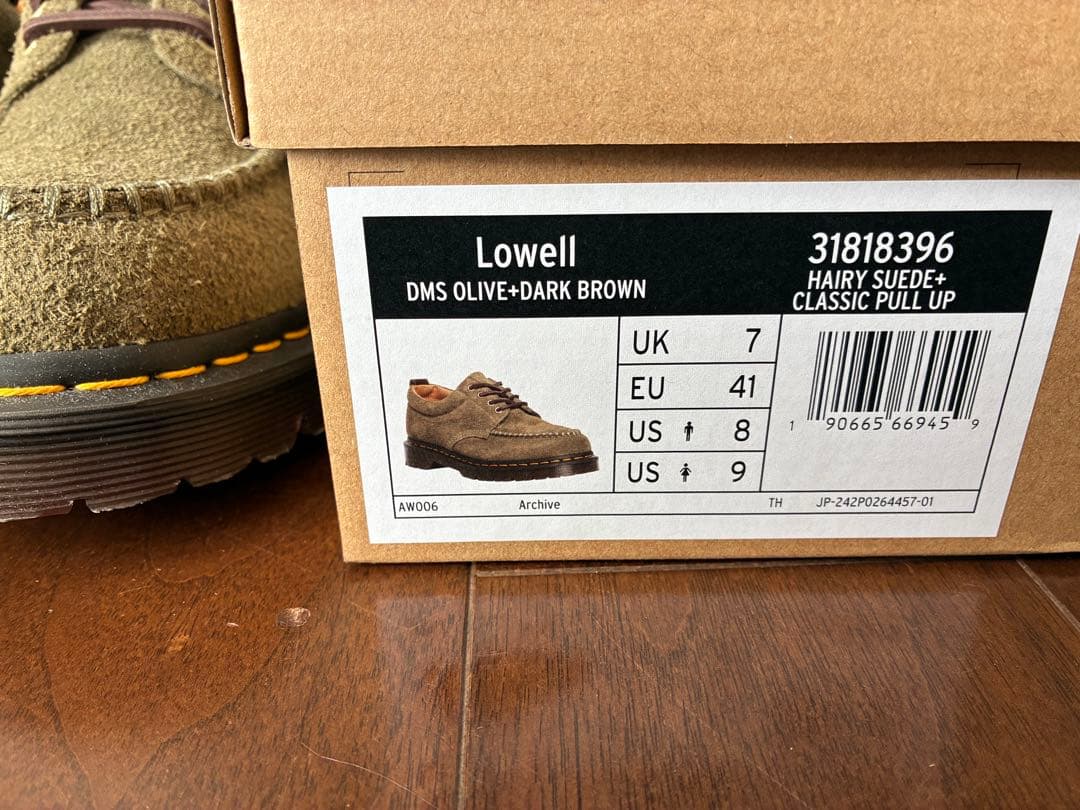 Lowell
DMS OLIVE+DARK BROWN
31818396
HAIRY SUEDE+
CLASSIC PULL UP
UK 7
EU 41
US 8
US 9
1 90665 66945 9
AW006 Archive TH JP-242P0264457-01